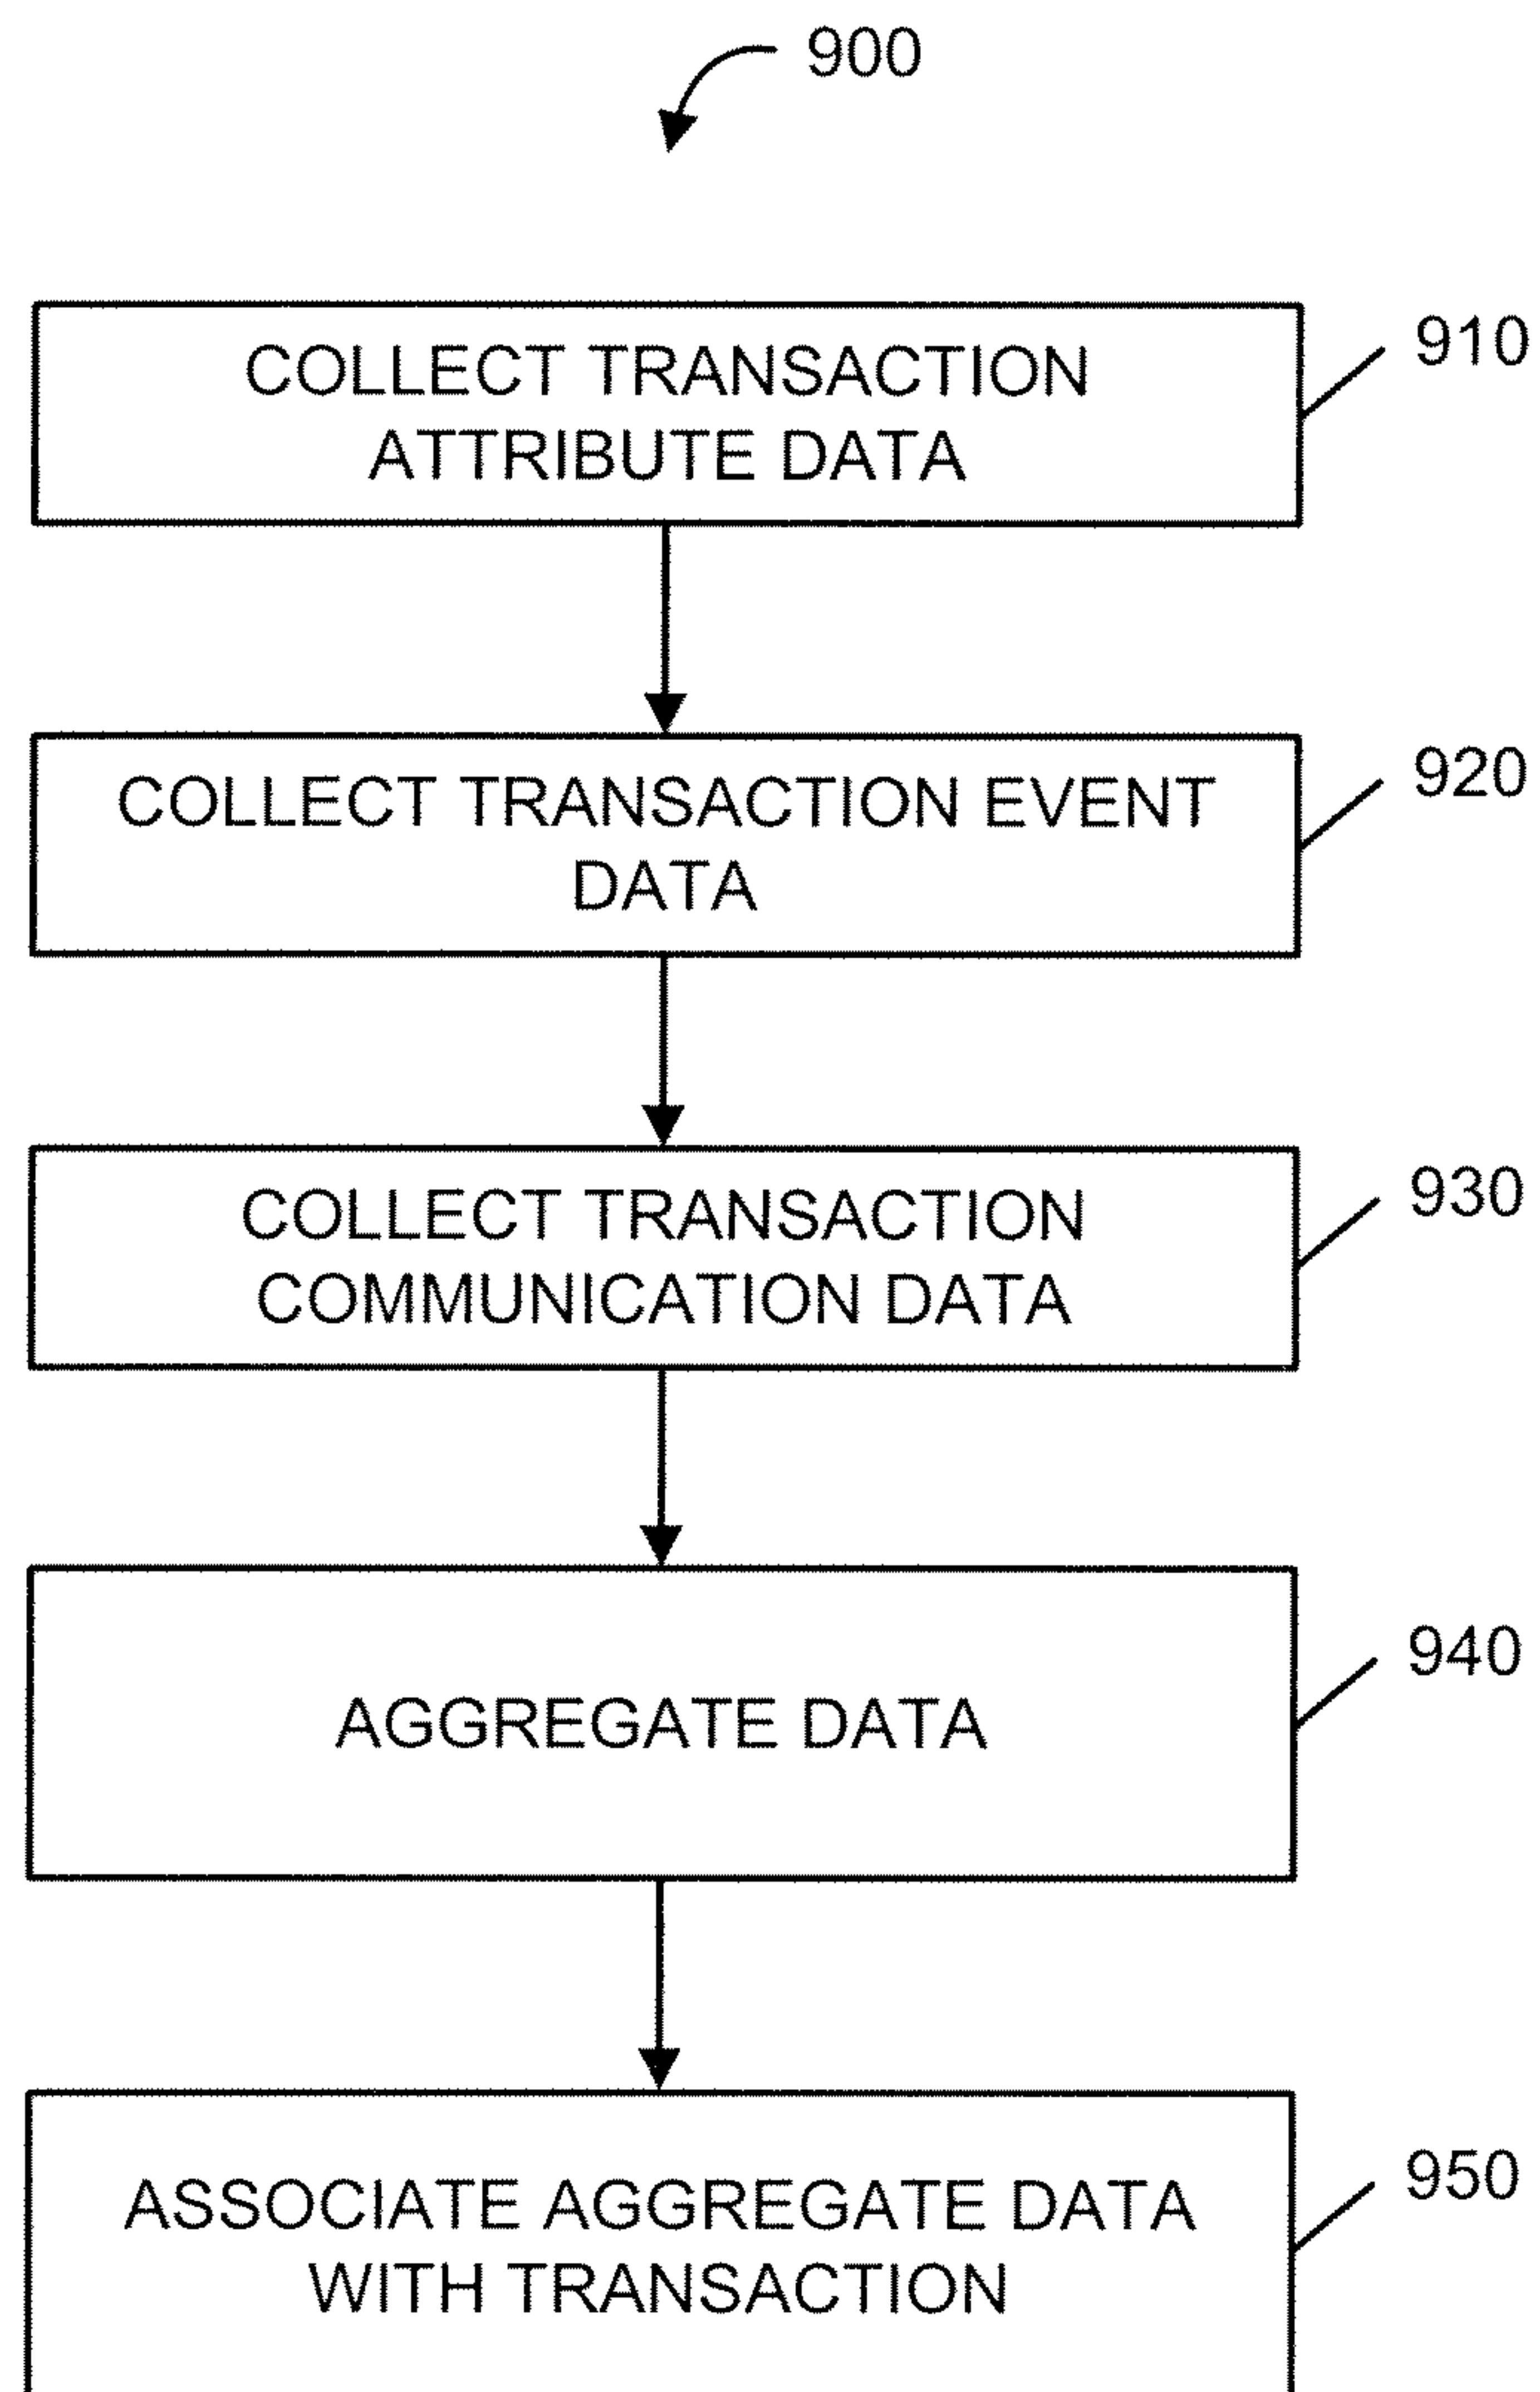 900
COLLECT TRANSACTION
ATTRIBUTE DATA
910
COLLECT TRANSACTION EVENT
DATA
920
COLLECT TRANSACTION
COMMUNICATION DATA
930
AGGREGATE DATA
940
ASSOCIATE AGGREGATE DATA
WITH TRANSACTION
950